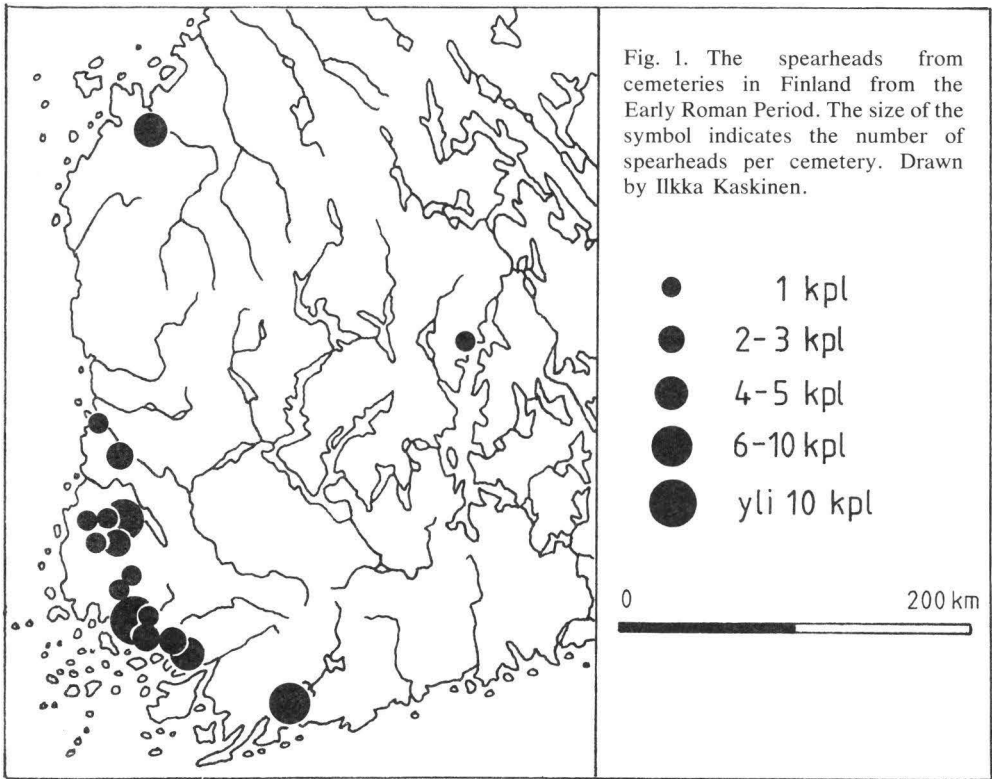 Fig. 1. The spearheads from
cemeteries in Finland from the
Early Roman Period. The size of the
symbol indicates the number of
spearheads per cemetery. Drawn
by Ilkka Kaskinen.
1 kpl
2-3 kpl
4-5 kpl
6-10 kpl
yli 10 kpl
0 200 km